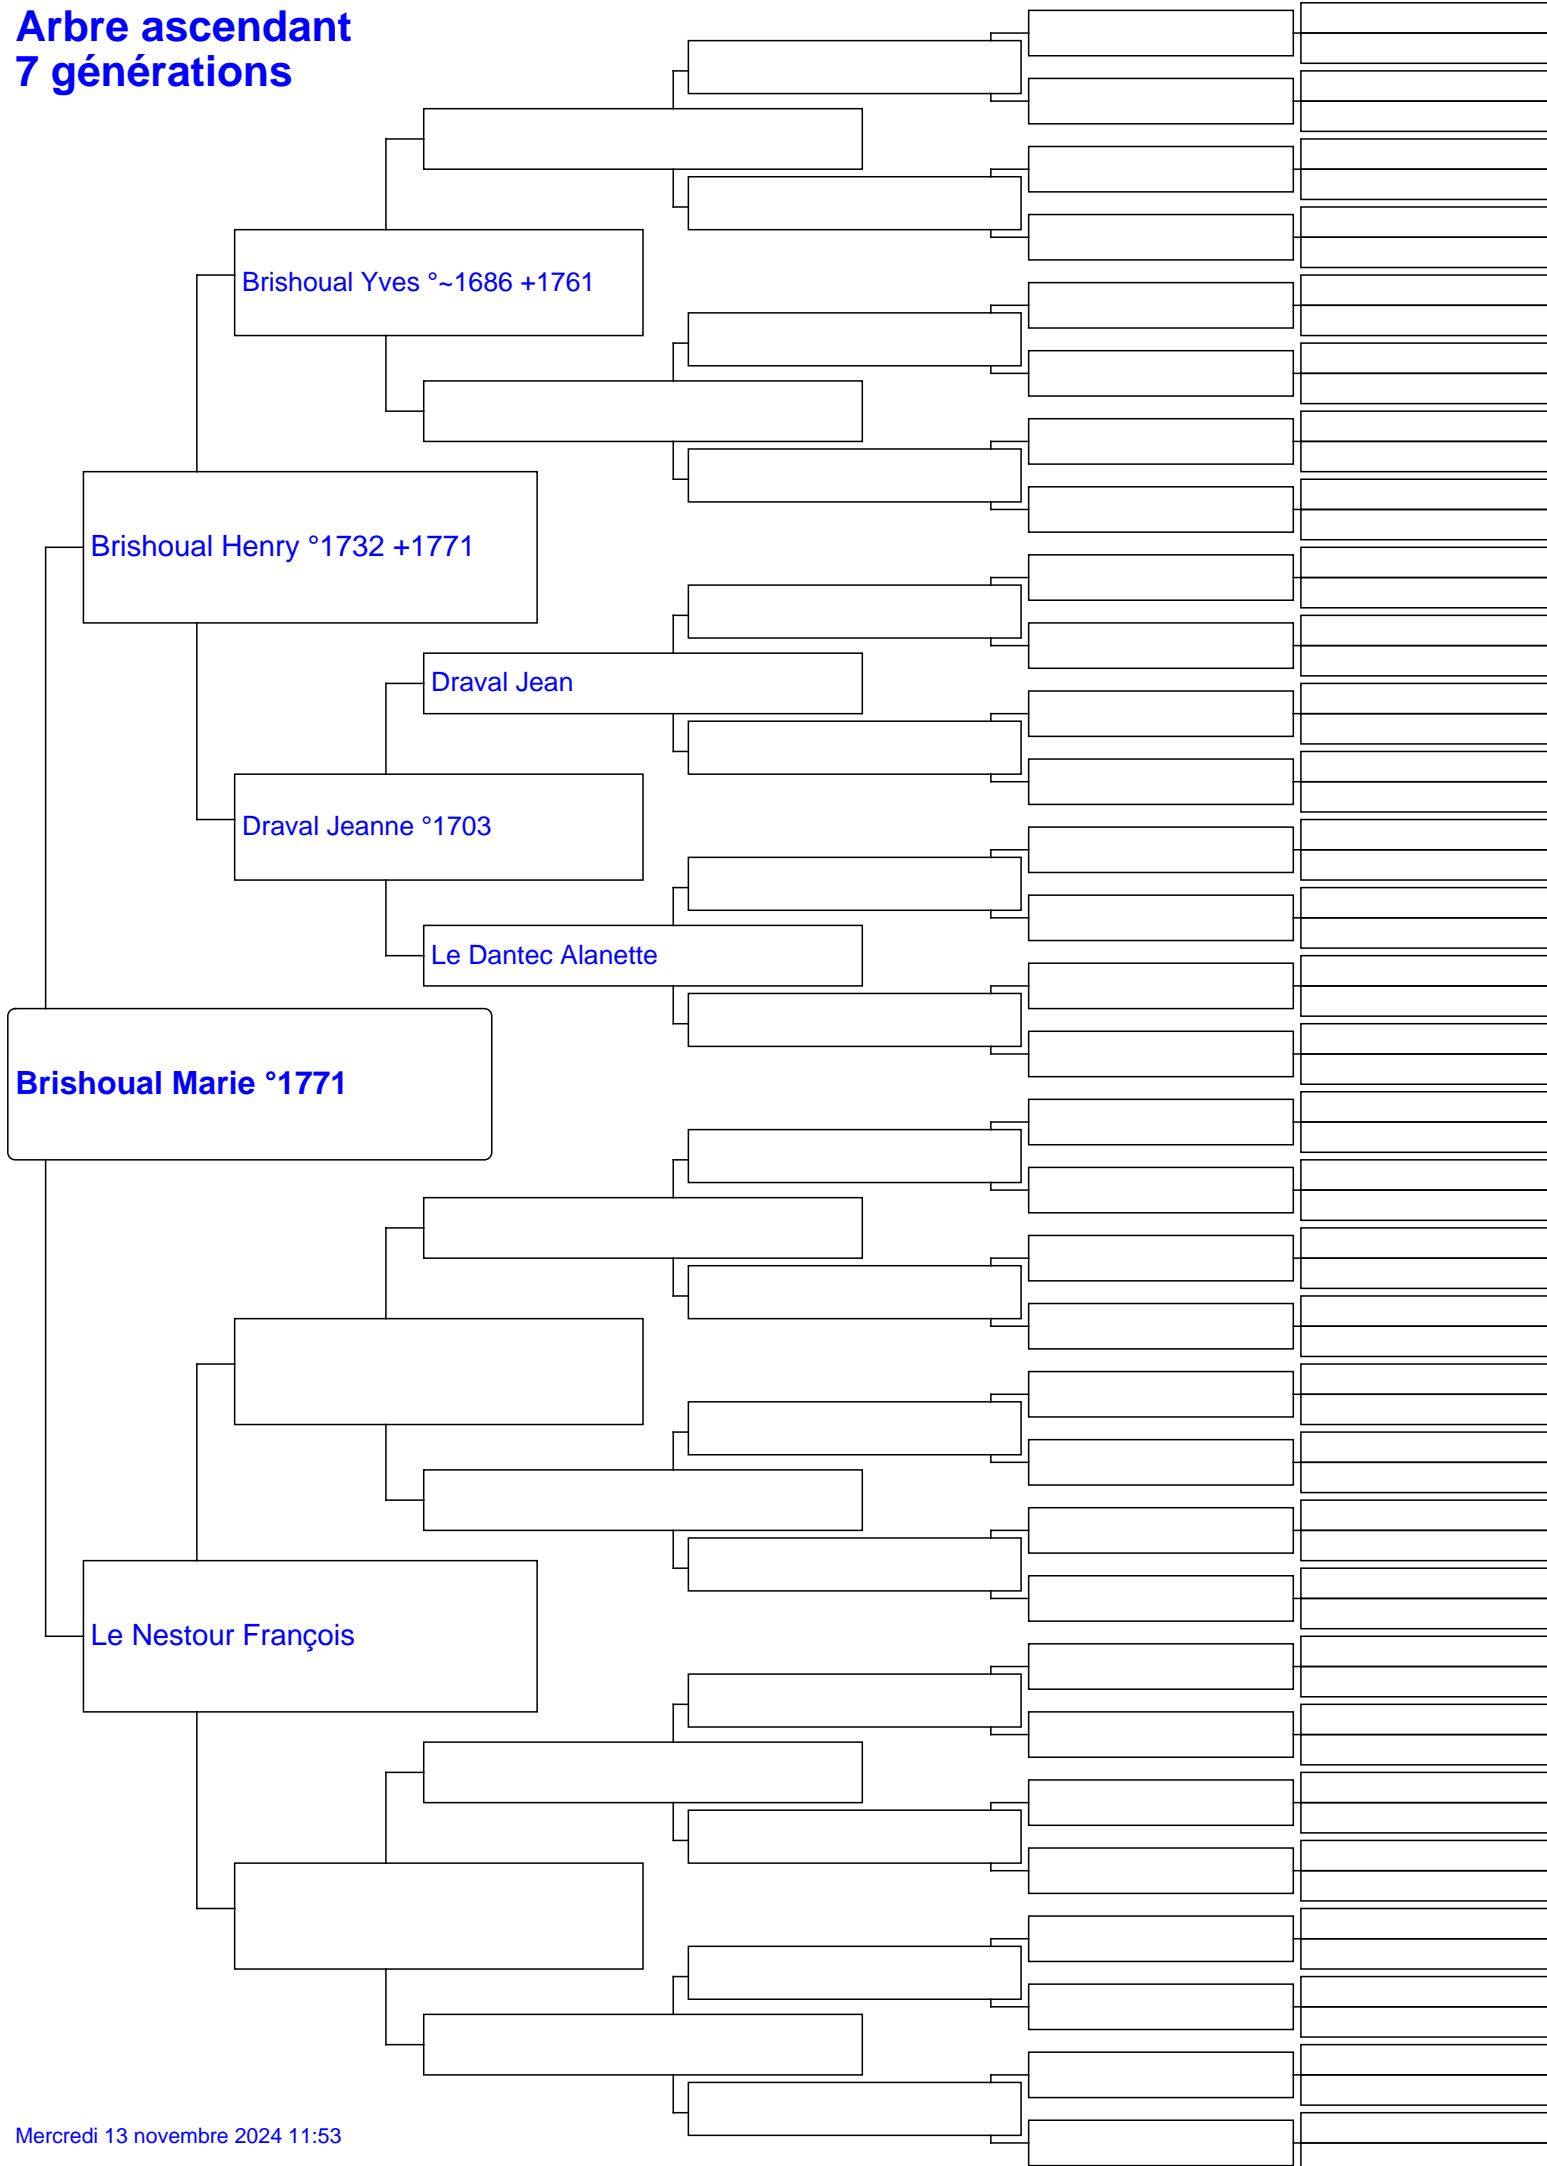 Arbre ascendant
7 générations
Brishoual Yves °~1686 +1761
Brishoual Henry °1732 +1771
Draval Jean
Draval Jeanne °1703
Le Dantec Alanette
Brishoual Marie °1771
Le Nestour François
Mercredi 13 novembre 2024 11:53